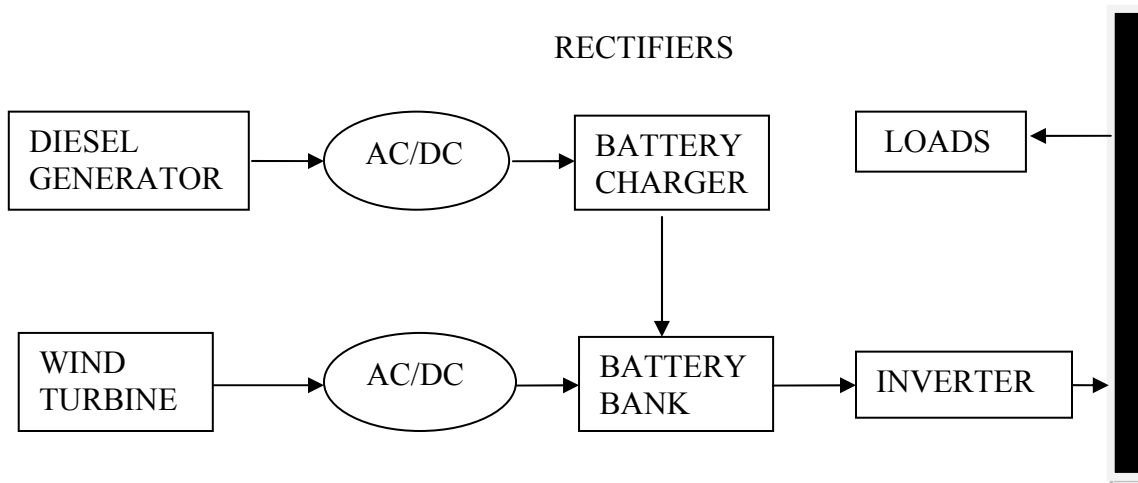 RECTIFIERS
DIESEL
GENERATOR
AC/DC
BATTERY
CHARGER
LOADS
WIND
TURBINE
AC/DC
BATTERY
BANK
INVERTER